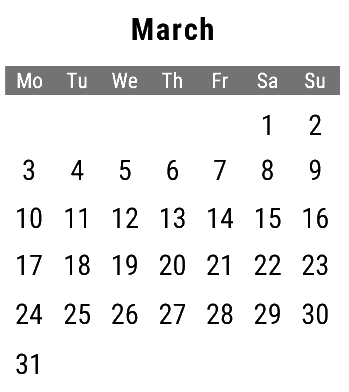 March
Mo Tu We Th Fr Sa Su
1 2
3 4 5 6 7 8 9
10 11 12 13 14 15 16
17 18 19 20 21 22 23
24 25 26 27 28 29 30
31